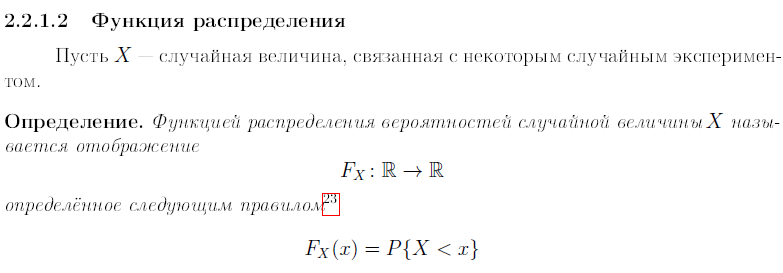 2.2.1.2 Функция распределения
Пусть X — случайная величина, связанная с некоторым случайным эксперимен-
том.
Определение. Функцией распределения вероятностей случайной величины X назы-
вается отображение
F_X : ℝ → ℝ
определённое следующим правилом23
F_X(x) = P{X < x}